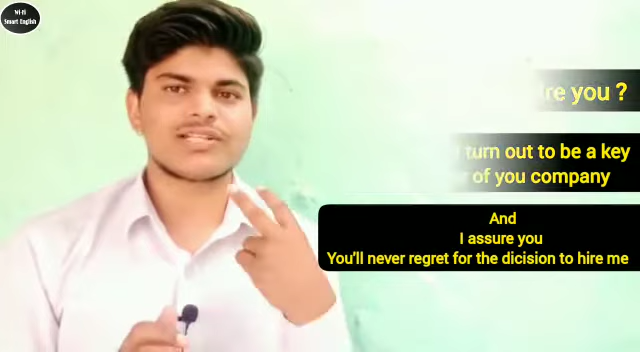 Wi-Fi
Smart English
re you ?
turn out to be a key
of you company
And
I assure you
You'll never regret for the dicision to hire me